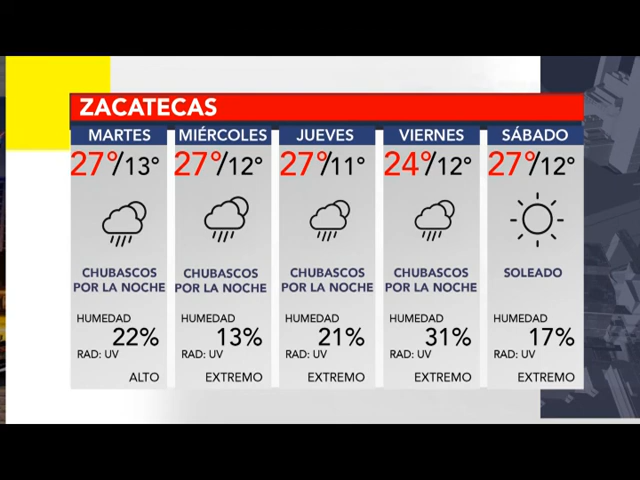 ZACATECAS
MARTES
27°/13°
CHUBASCOS
POR LA NOCHE
HUMEDAD
22%
RAD: UV
ALTO
MIÉRCOLES
27°/12°
CHUBASCOS
POR LA NOCHE
HUMEDAD
13%
RAD: UV
EXTREMO
JUEVES
27°/11°
CHUBASCOS
POR LA NOCHE
HUMEDAD
21%
RAD: UV
EXTREMO
VIERNES
24°/12°
CHUBASCOS
POR LA NOCHE
HUMEDAD
31%
RAD: UV
EXTREMO
SÁBADO
27°/12°
SOLEADO
HUMEDAD
17%
RAD: UV
EXTREMO